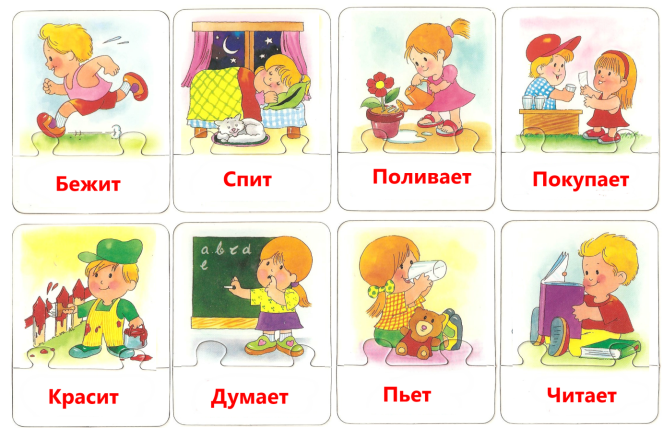 Бежит
Спит
Поливает
Покупает
a b c d
e
Красит
Думает
Пьет
Читает